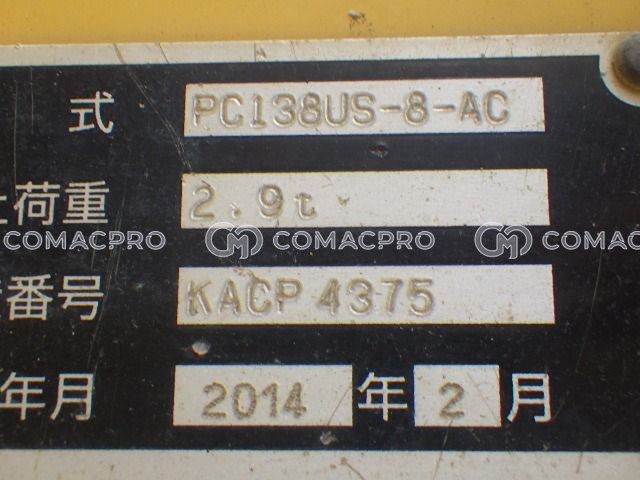 式 PC138US-8-AC
荷重 2.9t
COMACPRO COMACPRO COMACPRO
番号 KACP 4375
年月 2014 年 2 月